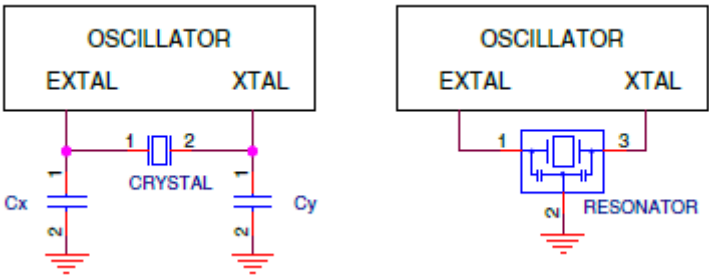 OSCILLATOR
EXTAL XTAL
1 2
CRYSTAL
1 1
Cx Cy
2 2
OSCILLATOR
EXTAL XTAL
1 3
2 RESONATOR